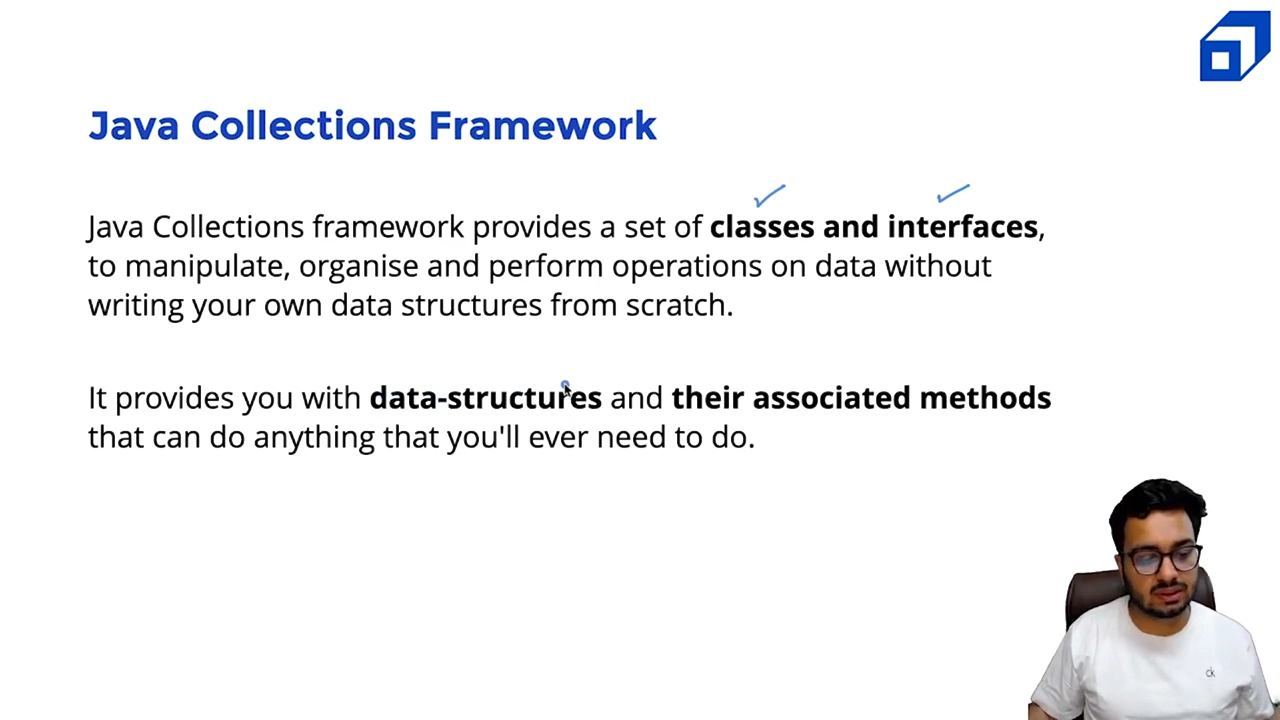 Java Collections Framework
Java Collections framework provides a set of classes and interfaces,
to manipulate, organise and perform operations on data without
writing your own data structures from scratch.
It provides you with data-structures and their associated methods
that can do anything that you'll ever need to do.
ck